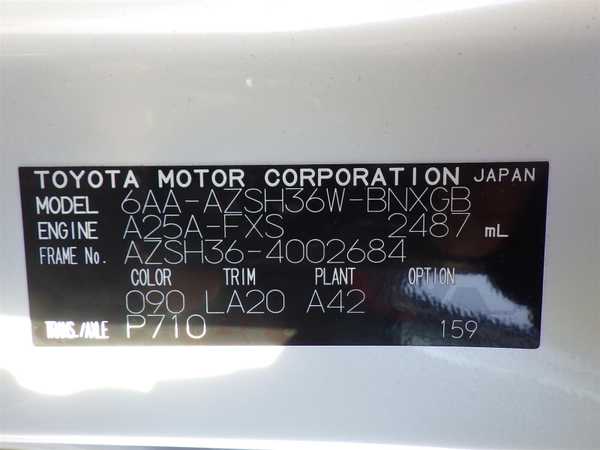 TOYOTA MOTOR CORPORATION JAPAN
MODEL 6AA-AZSH36W-BNXGB
ENGINE A25A-FXS 2487 mL
FRAME No. AZSH36-4002684
COLOR TRIM PLANT OPTION
090 LA20 A42
TRANS./AXLE P710 159